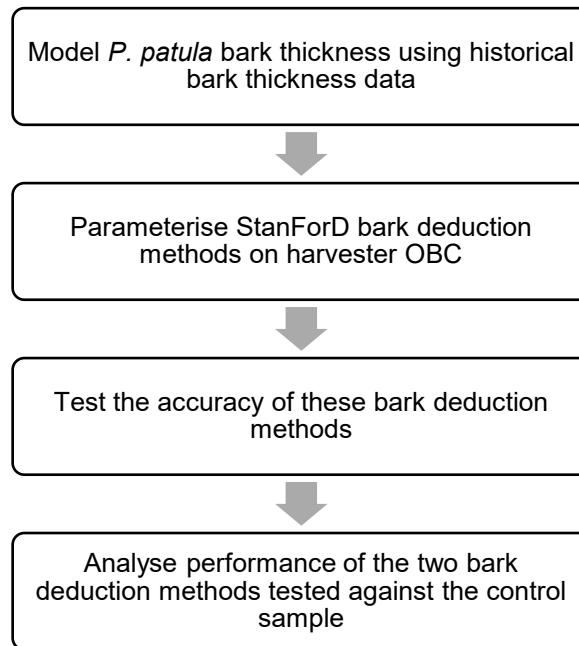 Model P. patula bark thickness using historical
bark thickness data
Parameterise StanForD bark deduction
methods on harvester OBC
Test the accuracy of these bark deduction
methods
Analyse performance of the two bark
deduction methods tested against the control
sample